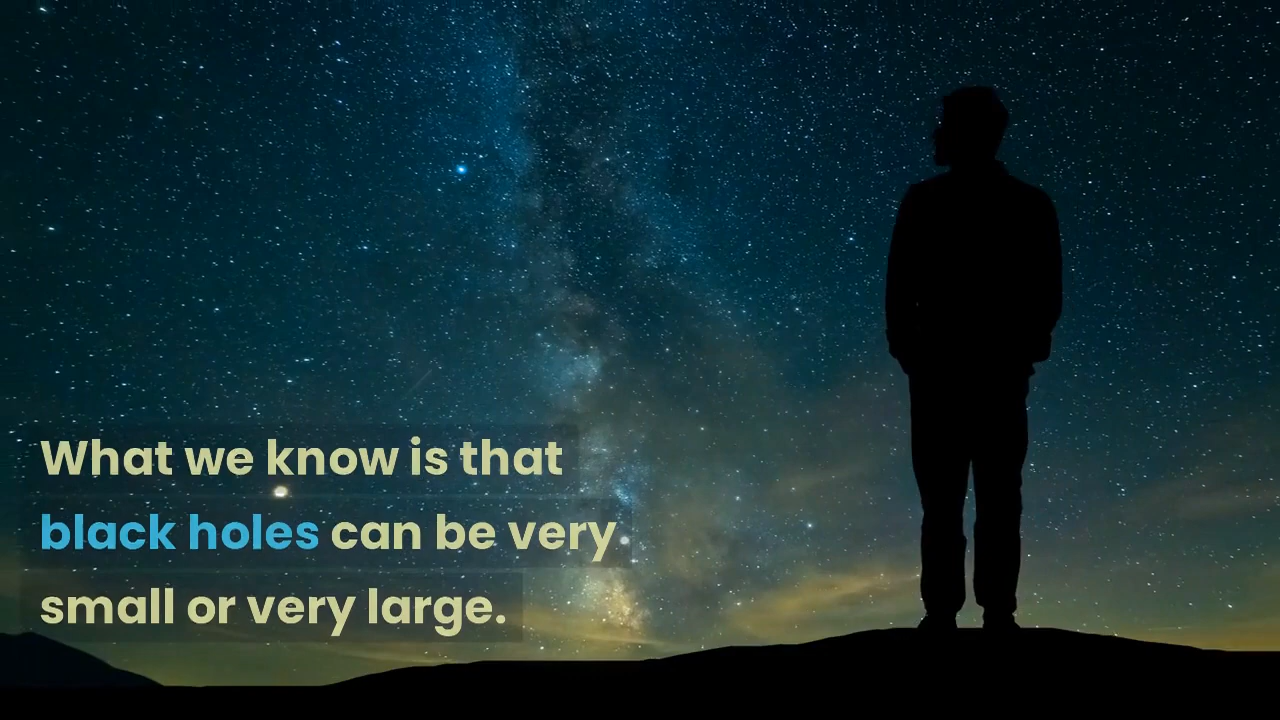 What we know is that
black holes can be very
small or very large.